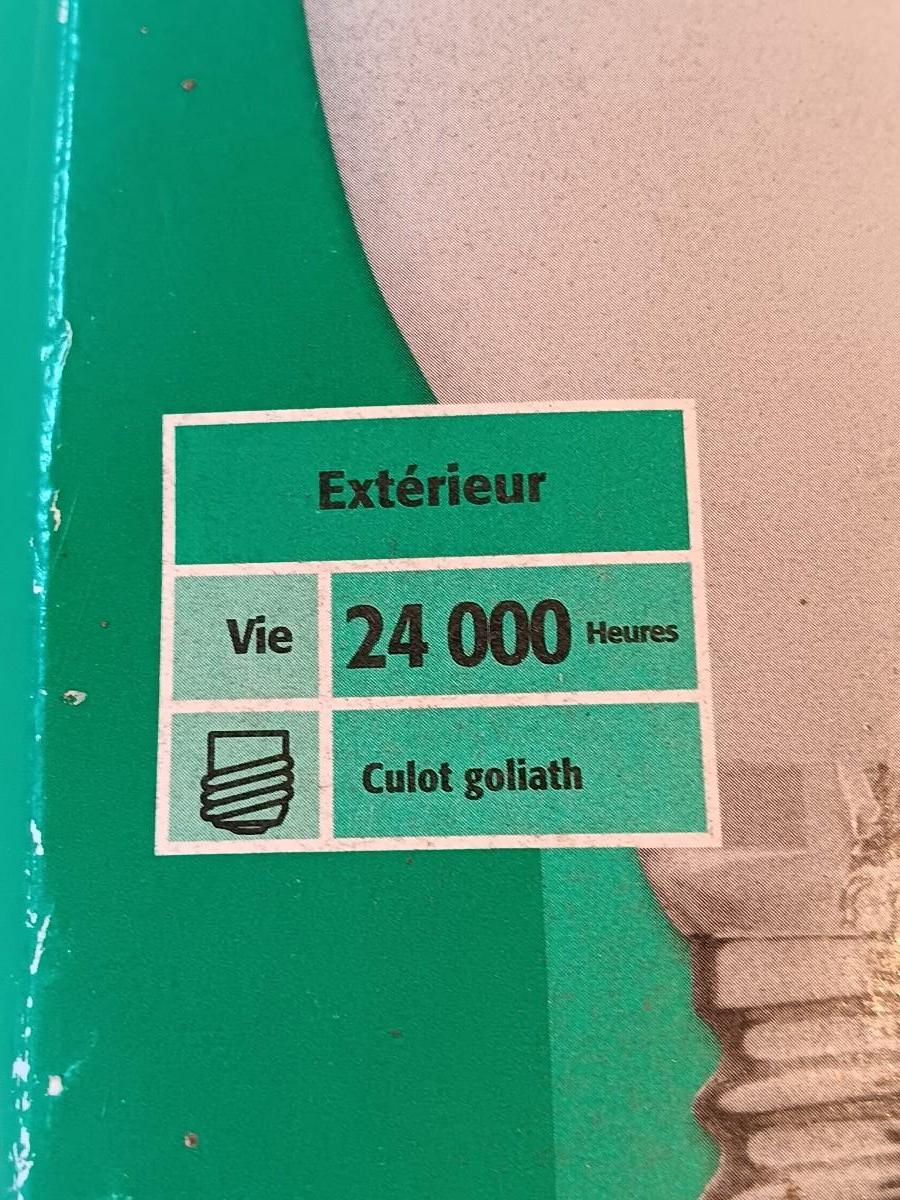 Extérieur
Vie 24 000 Heures
Culot goliath